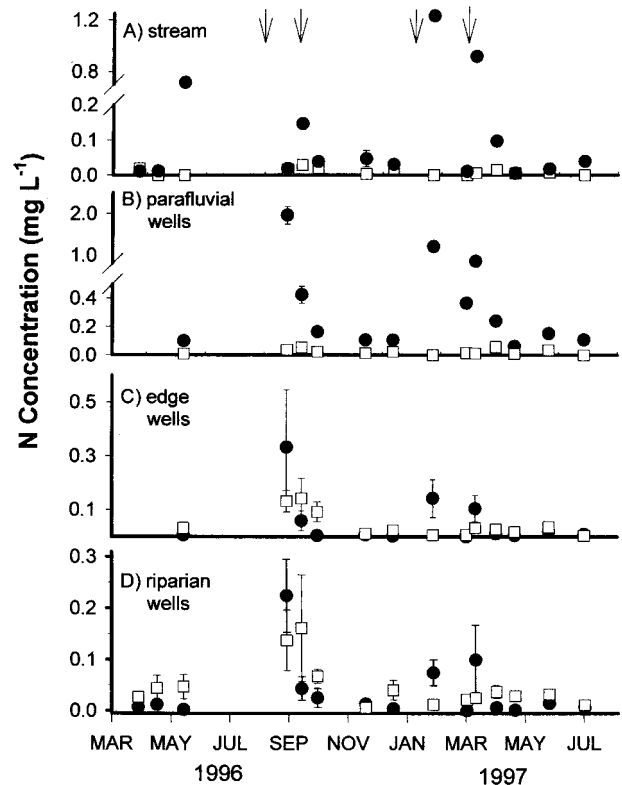 N Concentration (mg L⁻¹)
A) stream
1.2
0.8
0.2
0.1
0.0
B) parafluvial
wells
2.0
1.0
0.4
0.2
0.0
C) edge
wells
0.5
0.3
0.1
D) riparian
wells
0.3
0.2
0.1
0.0
MAR MAY JUL SEP NOV JAN MAR MAY JUL
1996 1997